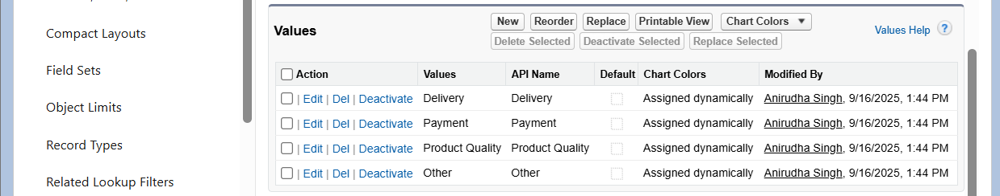 Compact Layouts
Field Sets
Object Limits
Record Types
Related Lookup Filters
Values
New Reorder Replace Printable View Chart Colors ▼
Delete Selected Deactivate Selected Replace Selected
Values Help ?
Action Values API Name Default Chart Colors Modified By
| Edit | Del | Deactivate Delivery Delivery Assigned dynamically Anirudha Singh, 9/16/2025, 1:44 PM
| Edit | Del | Deactivate Payment Payment Assigned dynamically Anirudha Singh, 9/16/2025, 1:44 PM
| Edit | Del | Deactivate Product Quality Product Quality Assigned dynamically Anirudha Singh, 9/16/2025, 1:44 PM
| Edit | Del | Deactivate Other Other Assigned dynamically Anirudha Singh, 9/16/2025, 1:44 PM